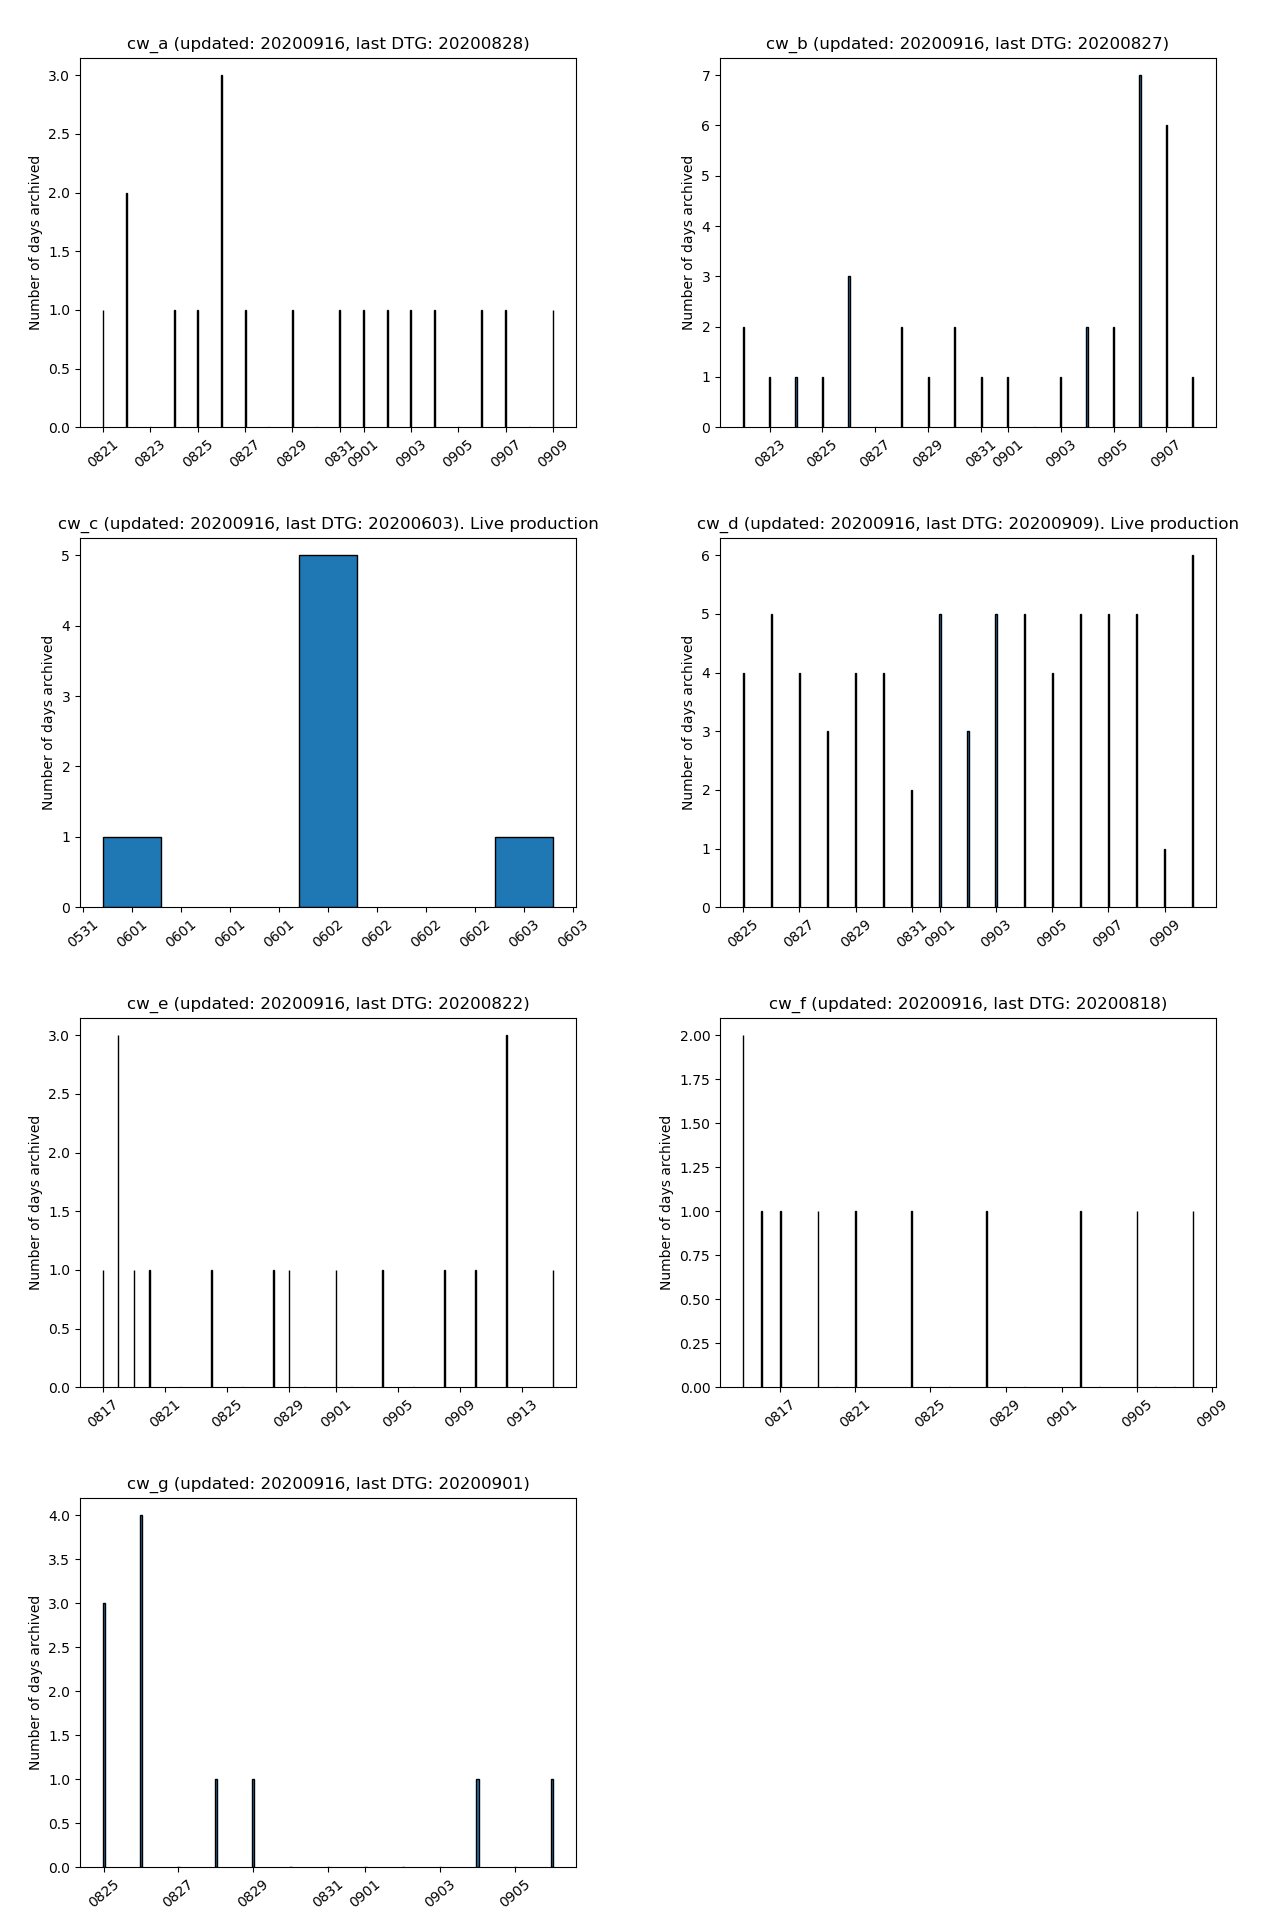 cw_a (updated: 20200916, last DTG: 20200828)
Number of days archived
3.0
2.5
2.0
1.5
1.0
0.5
0.0
0821 0823 0825 0827 0829 0831 0901 0903 0905 0907 0909
cw_b (updated: 20200916, last DTG: 20200827)
Number of days archived
7
6
5
4
3
2
1
0
0823 0825 0827 0829 0831 0901 0903 0905 0907
cw_c (updated: 20200916, last DTG: 20200603). Live production
Number of days archived
5
4
3
2
1
0
0531 0601 0601 0601 0601 0602 0602 0602 0602 0603 0603
cw_d (updated: 20200916, last DTG: 20200909). Live production
Number of days archived
6
5
4
3
2
1
0
0825 0827 0829 0831 0901 0903 0905 0907 0909
cw_e (updated: 20200916, last DTG: 20200822)
Number of days archived
3.0
2.5
2.0
1.5
1.0
0.5
0.0
0817 0821 0825 0829 0901 0905 0909 0913
cw_f (updated: 20200916, last DTG: 20200818)
Number of days archived
2.00
1.75
1.50
1.25
1.00
0.75
0.50
0.25
0.00
0817 0821 0825 0829 0901 0905 0909
cw_g (updated: 20200916, last DTG: 20200901)
Number of days archived
4.0
3.5
3.0
2.5
2.0
1.5
1.0
0.5
0.0
0825 0827 0829 0831 0901 0903 0905